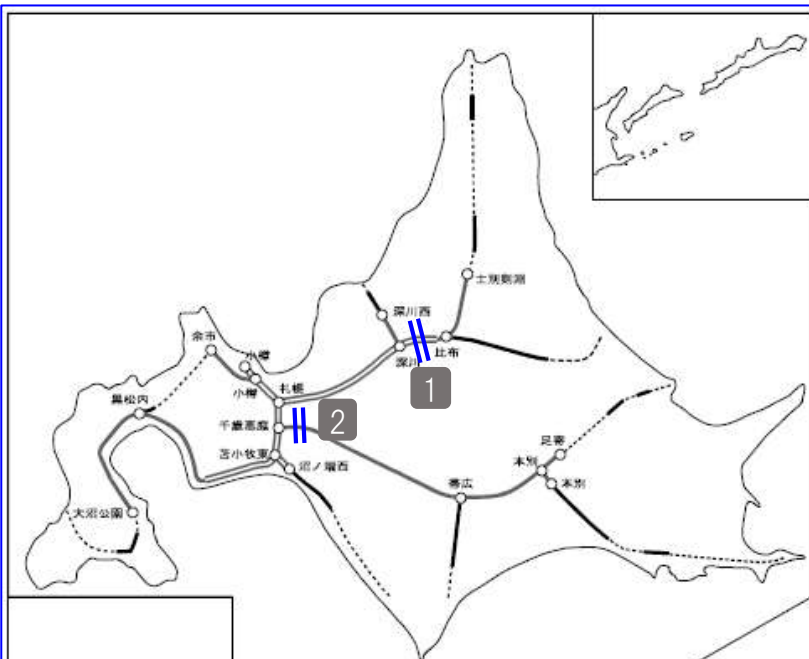 士別剣淵
深川西
余市
小樽
深川
比布
1
小樽
札幌
黒松内
2
千歳恵庭
足寄
苫小牧東
沼ノ端西
本別
帯広
本別
大沼公園